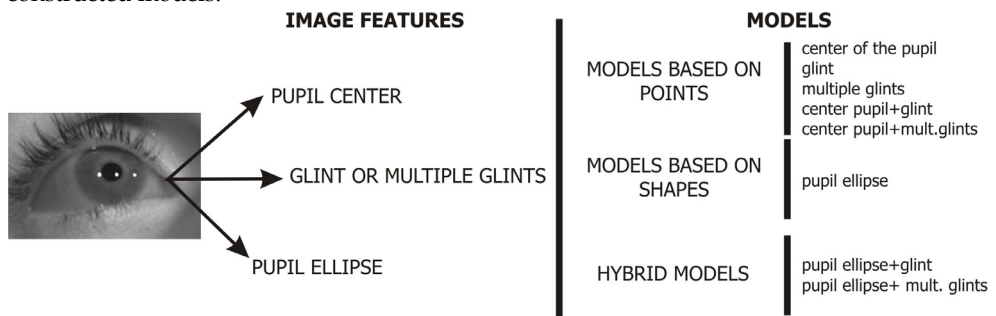 constructed models.
IMAGE FEATURES
PUPIL CENTER
GLINT OR MULTIPLE GLINTS
PUPIL ELLIPSE
MODELS
MODELS BASED ON
POINTS
center of the pupil
glint
multiple glints
center pupil+glint
center pupil+mult.glints
MODELS BASED ON
SHAPES
pupil ellipse
HYBRID MODELS
pupil ellipse+glint
pupil ellipse+ mult. glints